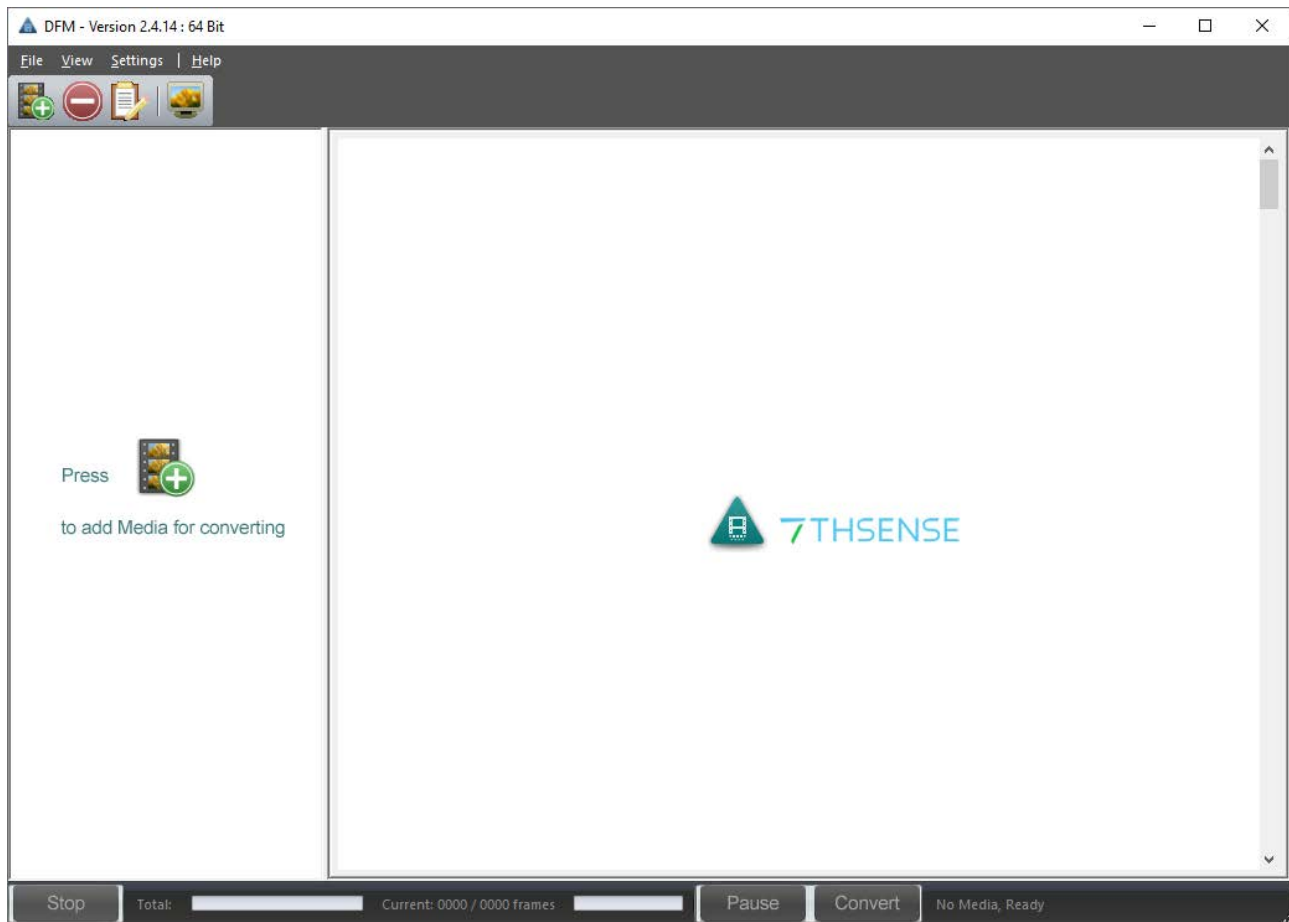 DFM - Version 2.4.14 : 64 Bit
File View Settings | Help
Press
to add Media for converting
7THSENSE
Stop Total: Current: 0000 / 0000 frames Pause Convert No Media, Ready